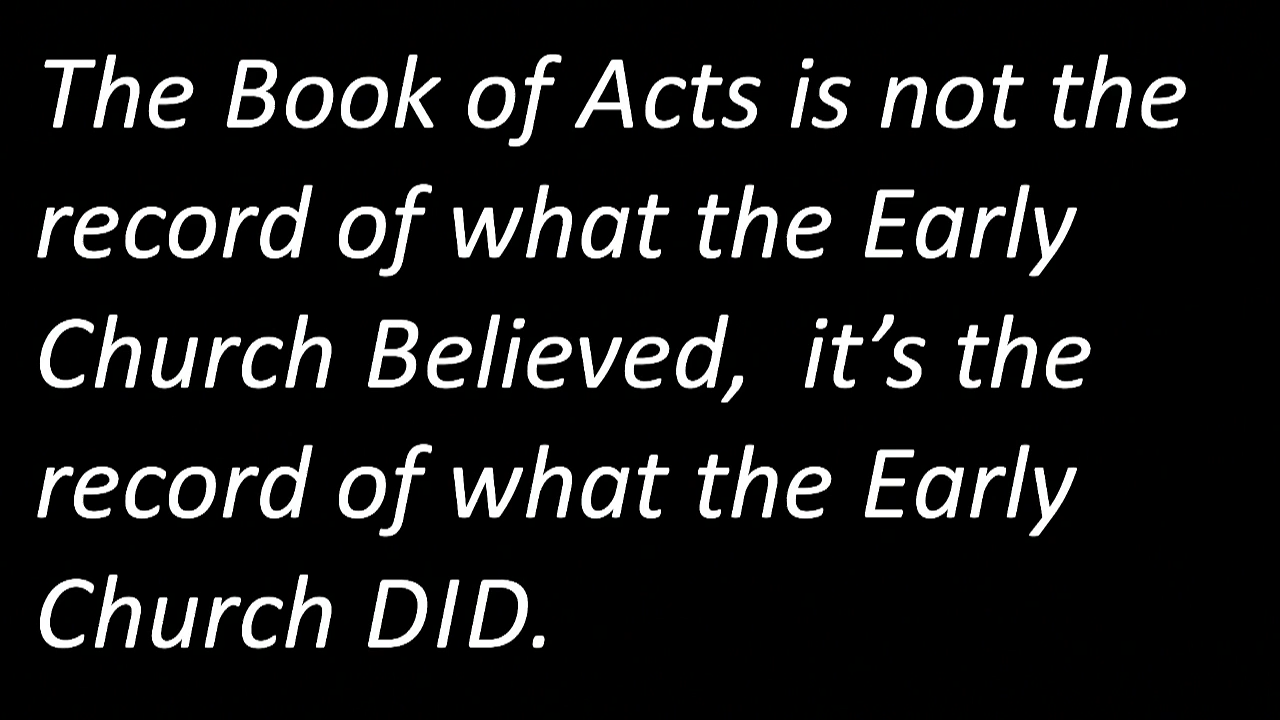 The Book of Acts is not the
record of what the Early
Church Believed,  it’s the
record of what the Early
Church DID.